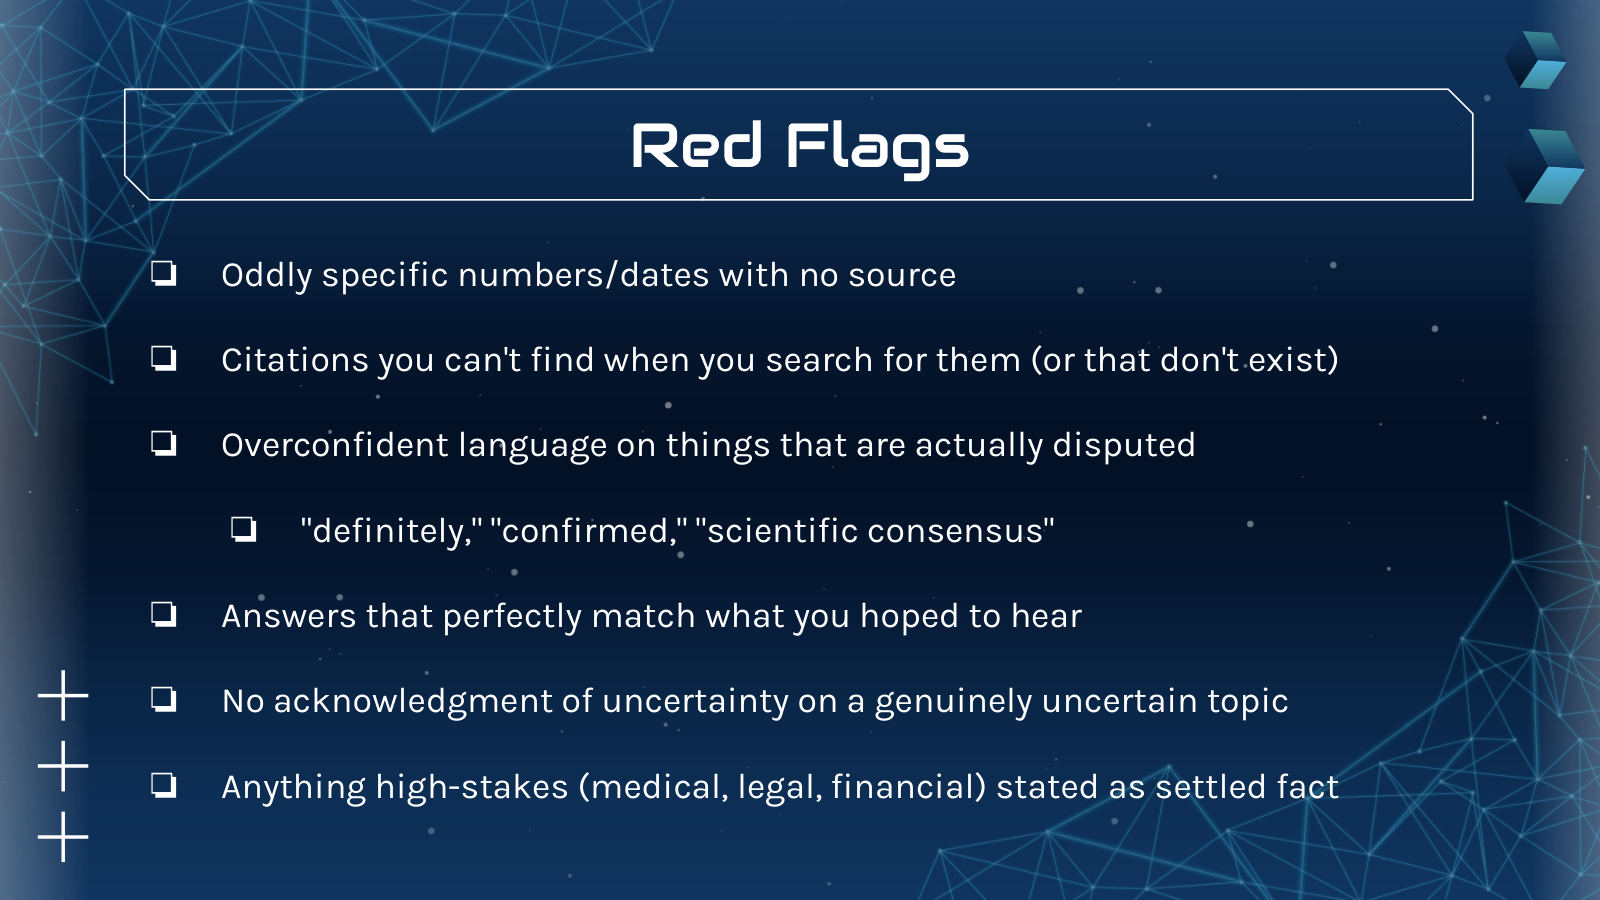 Red Flags
Oddly specific numbers/dates with no source
Citations you can't find when you search for them (or that don't exist)
Overconfident language on things that are actually disputed
"definitely," "confirmed," "scientific consensus"
Answers that perfectly match what you hoped to hear
No acknowledgment of uncertainty on a genuinely uncertain topic
Anything high-stakes (medical, legal, financial) stated as settled fact